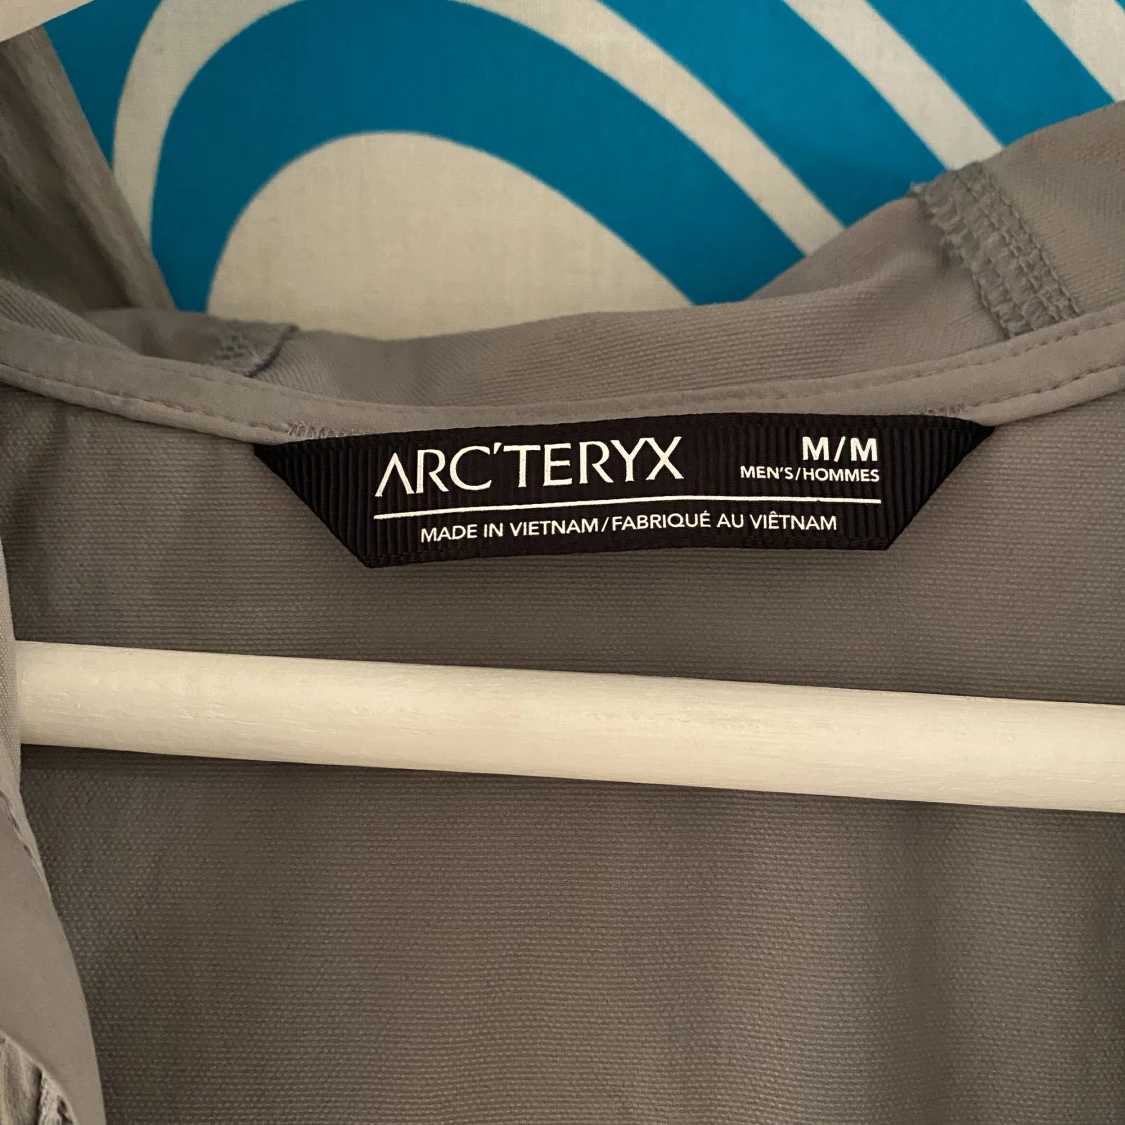 ARC'TERYX
M/M
MEN'S/HOMMES
MADE IN VIETNAM/FABRIQUÉ AU VIÊTNAM